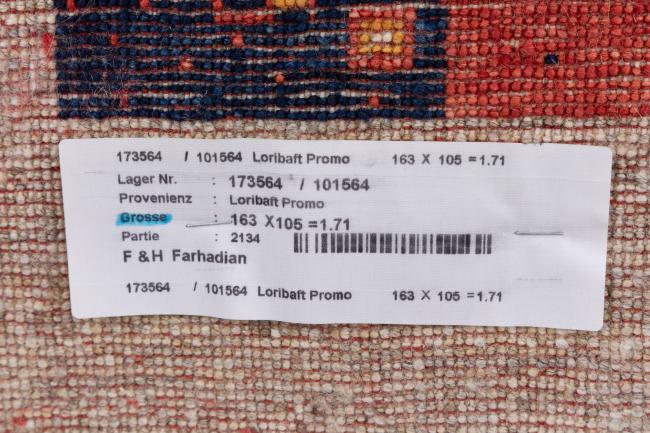 173564 / 101564 Loribaft Promo 163 X 105 =1.71
Lager Nr. : 173564 / 101564
Provenienz : Loribaft Promo
Grosse : 163 X105 =1.71
Partie : 2134
F & H Farhadian
173564 / 101564 Loribaft Promo 163 X 105 =1.71